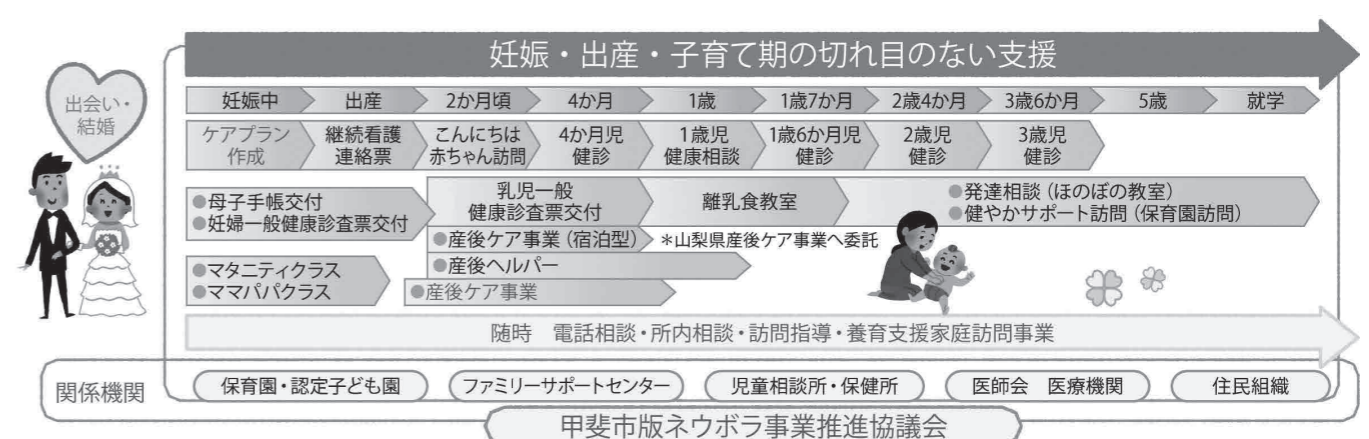 妊娠・出産・子育て期の切れ目のない支援
出会い・
結婚
妊娠中
出産
2か月頃
4か月
1歳
1歳7か月
2歳4か月
3歳6か月
5歳
就学
ケアプラン
作成
継続看護
連絡票
こんにちは
赤ちゃん訪問
4か月児
健診
1歳児
健康相談
1歳6か月児
健診
2歳児
健診
3歳児
健診
●母子手帳交付
●妊婦一般健康診査票交付
乳児一般
健康診査票交付
離乳食教室
●発達相談(ほのぼの教室)
●健やかサポート訪問(保育園訪問)
●産後ケア事業(宿泊型)
*山梨県産後ケア事業へ委託
●産後ヘルパー
●マタニティクラス
●ママパパクラス
●産後ケア事業
随時 電話相談・所内相談・訪問指導・養育支援家庭訪問事業
関係機関
保育園・認定子ども園
ファミリーサポートセンター
児童相談所・保健所
医師会 医療機関
住民組織
甲斐市版ネウボラ事業推進協議会